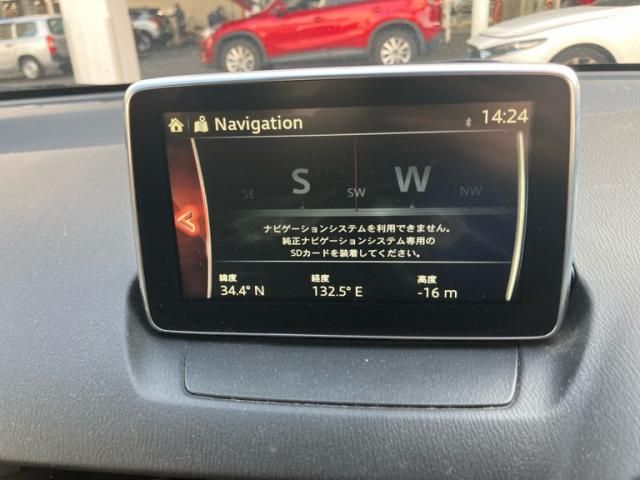 Navigation
14:24
SE S SW W NW
ナビゲーションシステムを利用できません。
純正ナビゲーションシステム専用の
SDカードを装着してください。
緯度 経度 高度
34.4° N 132.5° E -16 m